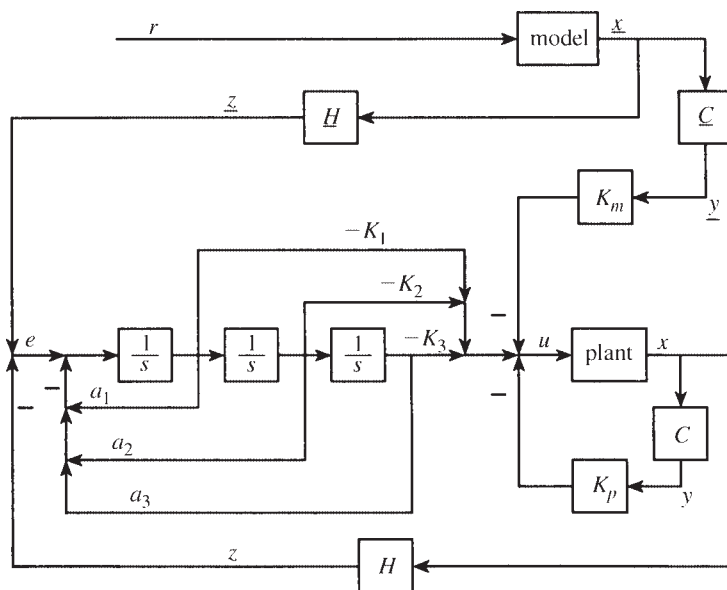 r
model
x
z
H
C
K_m
y
−K_1
−K_2
e
1/s
1/s
1/s
−K_3
−
u
plant
x
−
−
a_1
−
C
a_2
K_p
y
a_3
z
H